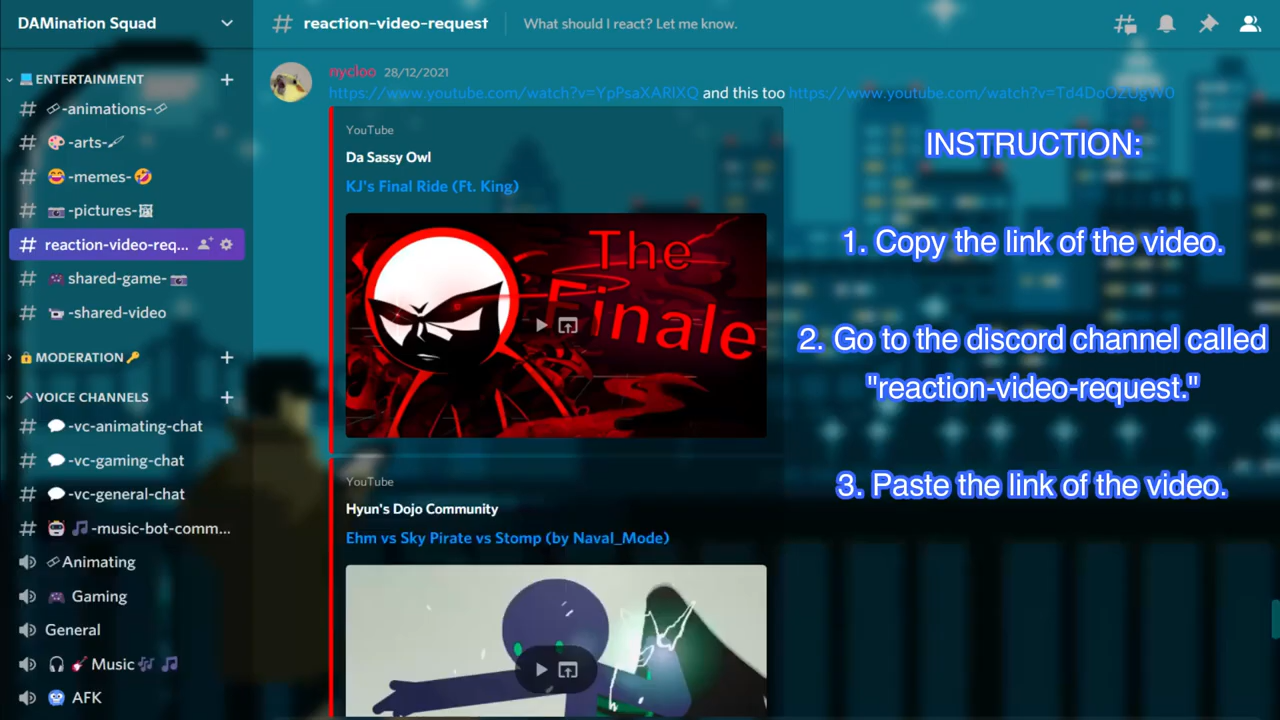 DAMination Squad
ENTERTAINMENT
-animations-
-arts-
-memes-
-pictures-
reaction-video-req...
shared-game-
-shared-video
MODERATION
VOICE CHANNELS
-vc-animating-chat
-vc-gaming-chat
-vc-general-chat
-music-bot-comm...
Animating
Gaming
General
Music
AFK
# reaction-video-request
What should I react? Let me know.
nycloo 28/12/2021
https://www.youtube.com/watch?v=YpPsaXARIXQ and this too https://www.youtube.com/watch?v=Td4DoOZUgW0
YouTube
Da Sassy Owl
KJ's Final Ride (Ft. King)
The
Finale
YouTube
Hyun's Dojo Community
Ehm vs Sky Pirate vs Stomp (by Naval_Mode)
INSTRUCTION:
1. Copy the link of the video.
2. Go to the discord channel called
"reaction-video-request."
3. Paste the link of the video.